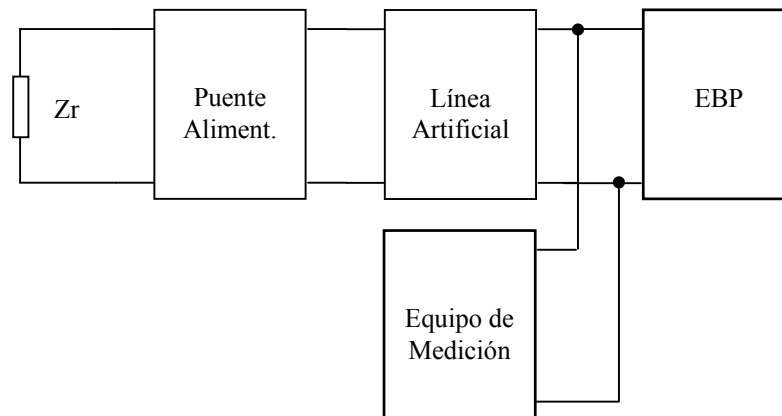 Zr
Puente
Aliment.
Línea
Artificial
EBP
Equipo de
Medición